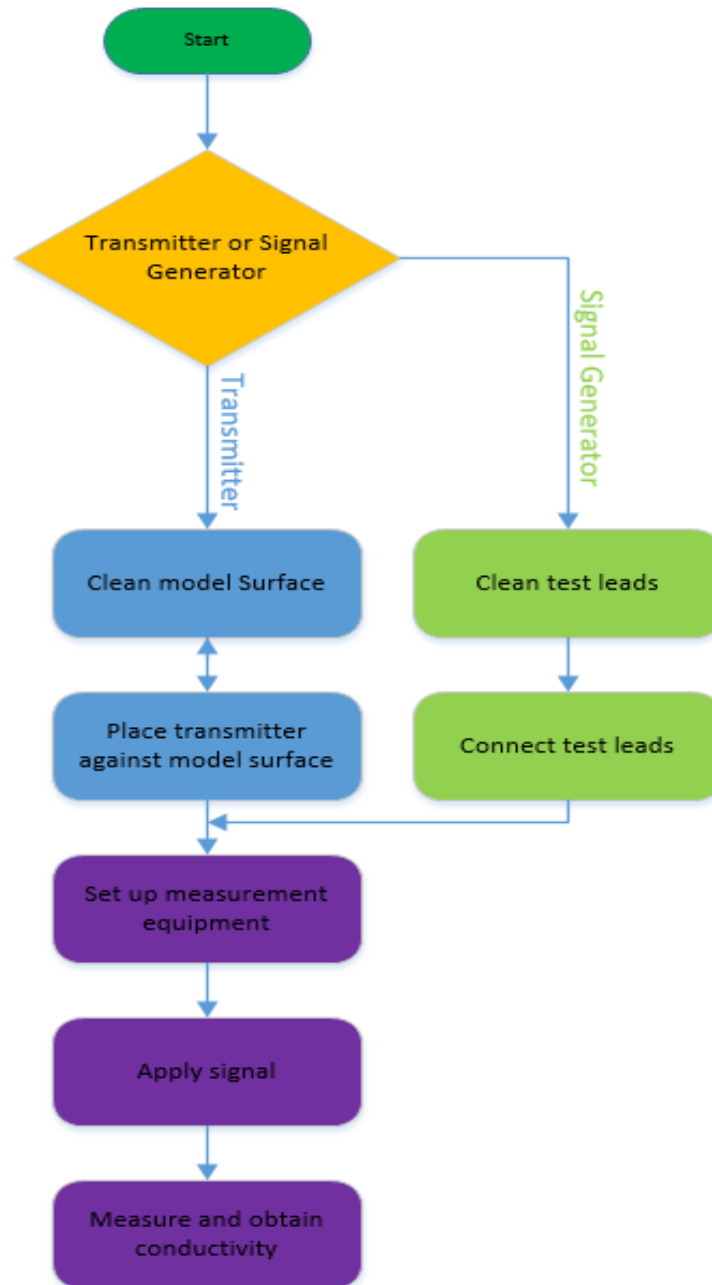 Start
Transmitter or Signal
Generator
Signal Generator
Transmitter
Clean model Surface
Clean test leads
Place transmitter
against model surface
Connect test leads
Set up measurement
equipment
Apply signal
Measure and obtain
conductivity